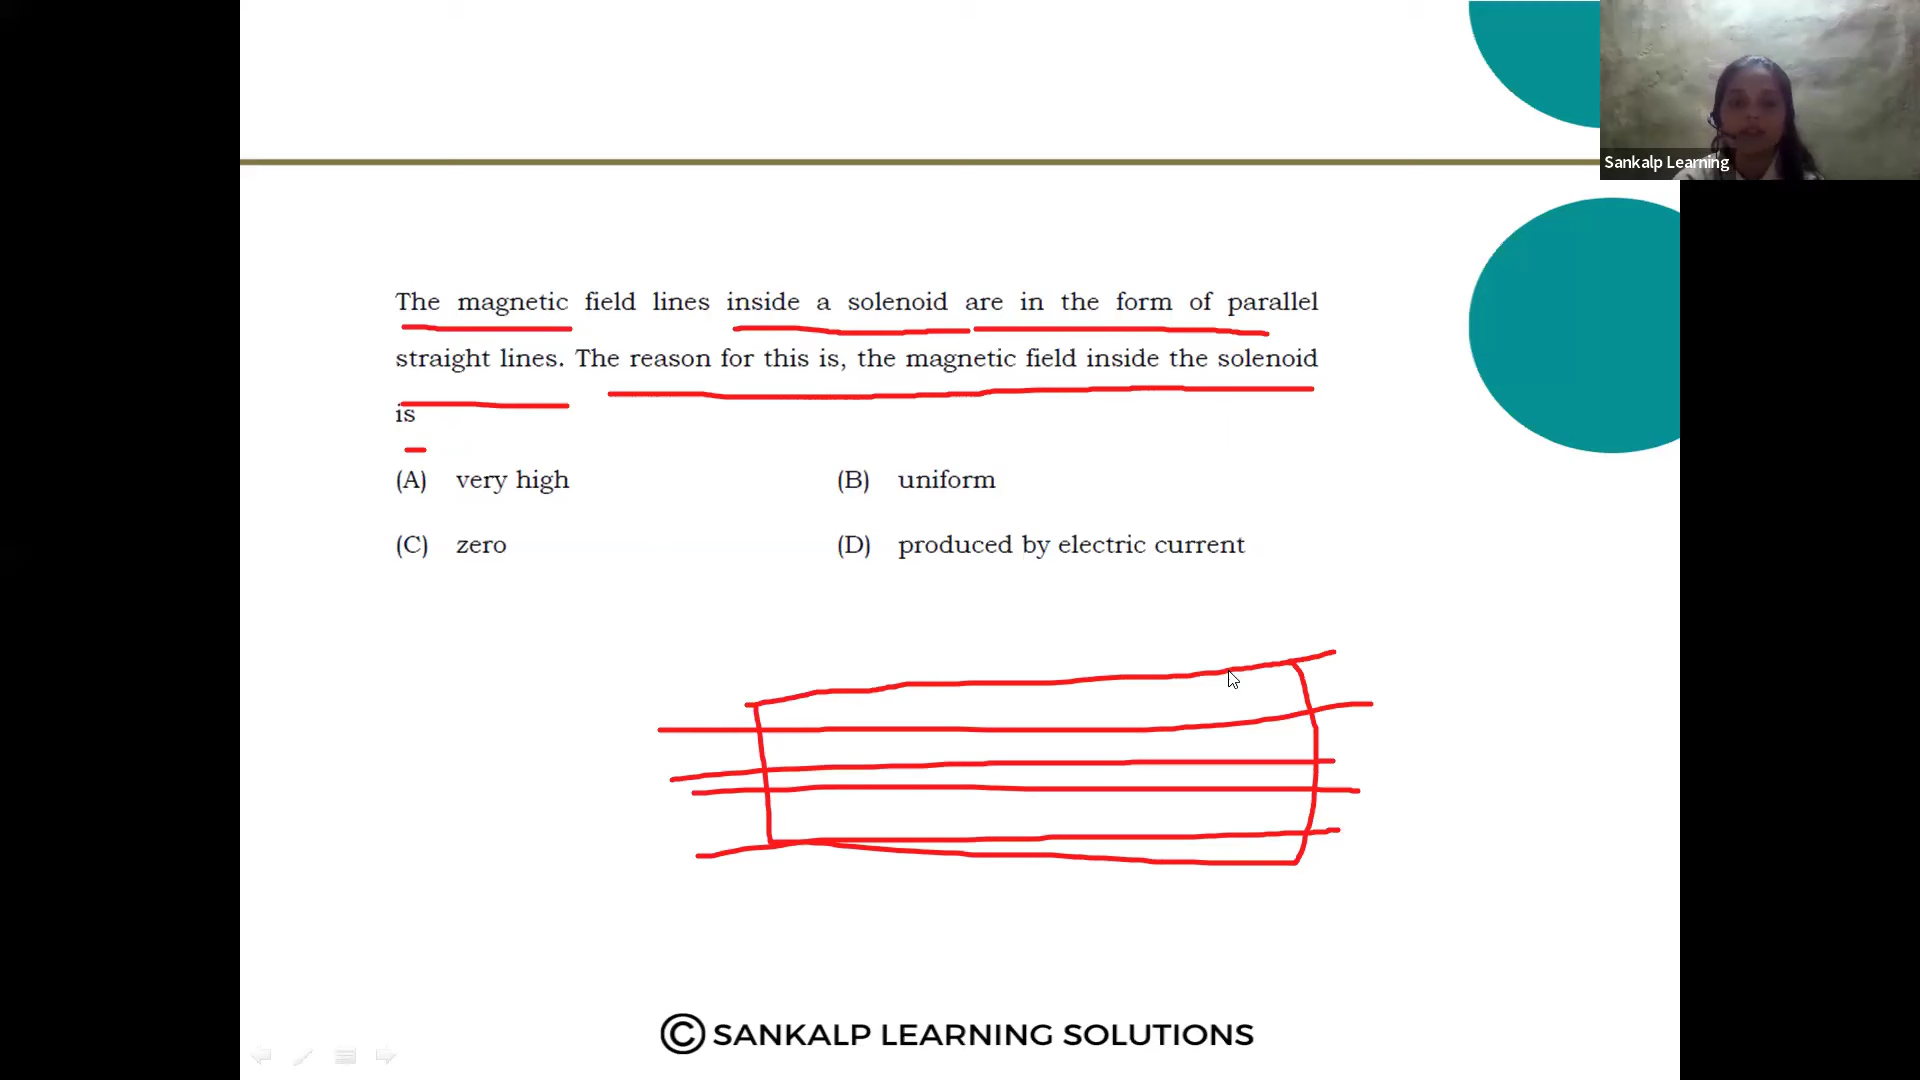 Sankalp Learning
The magnetic field lines inside a solenoid are in the form of parallel
straight lines. The reason for this is, the magnetic field inside the solenoid
is
(A) very high (B) uniform
(C) zero (D) produced by electric current
© SANKALP LEARNING SOLUTIONS